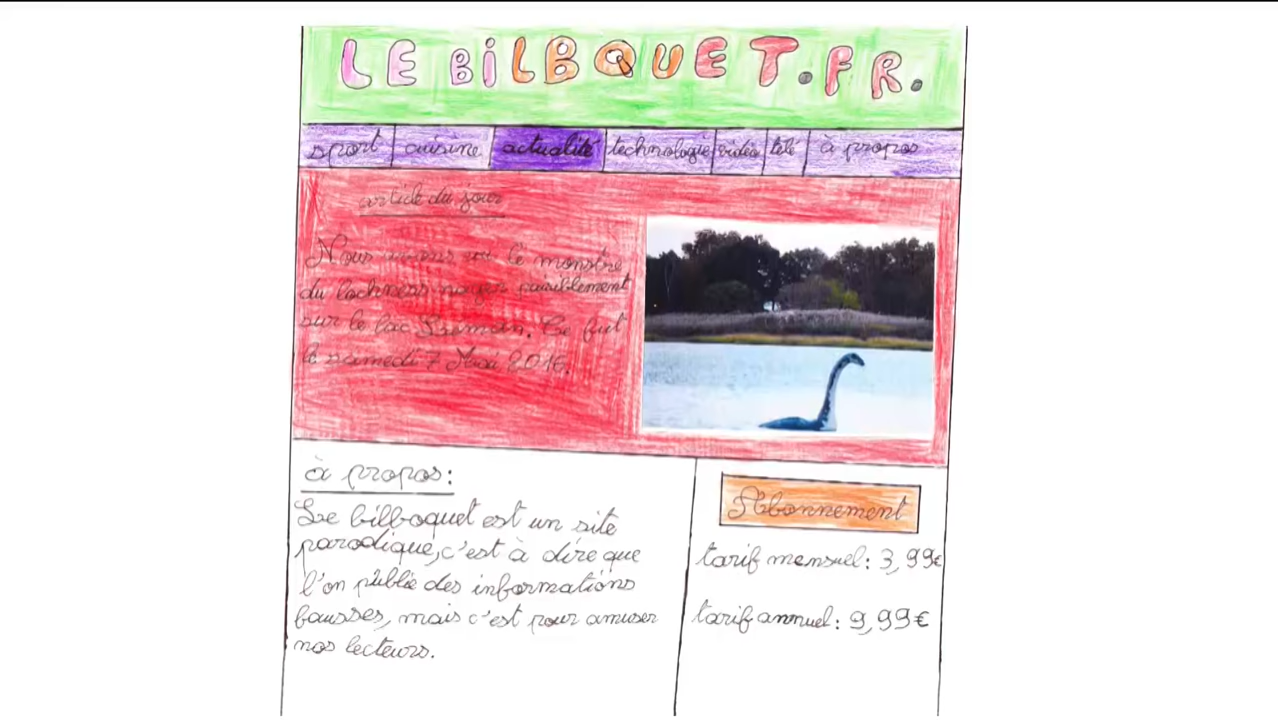 LE BILBQUET.FR.
sport cuisine actualité technologie vidéo télé à propos
article du jour
Nous avons vu le monstre
du lochness nager paisiblement
sur le lac Leman. Ce fut
le samedi 7 Mai 2016.
à propos:
Le bilboquet est un site
parodique, c'est à dire que
l'on publie des informations
fausses, mais c'est pour amuser
nos lecteurs.
Abonnement
tarif mensuel: 3,99€
tarif annuel: 9,99€